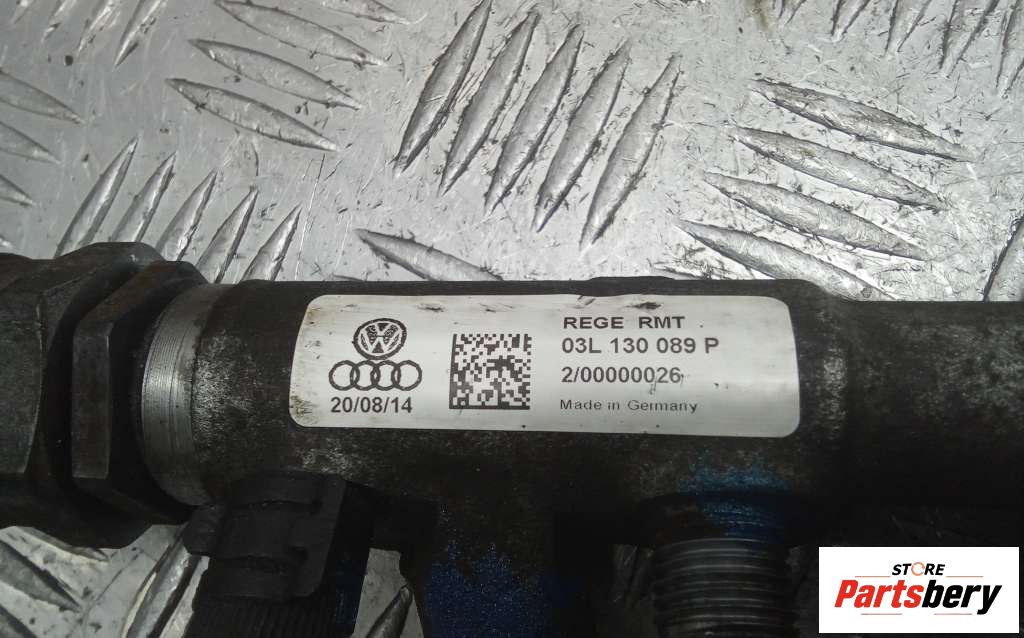 REGE RMT
03L 130 089 P
2/00000026
Made in Germany
20/08/14
STORE
Partsbery